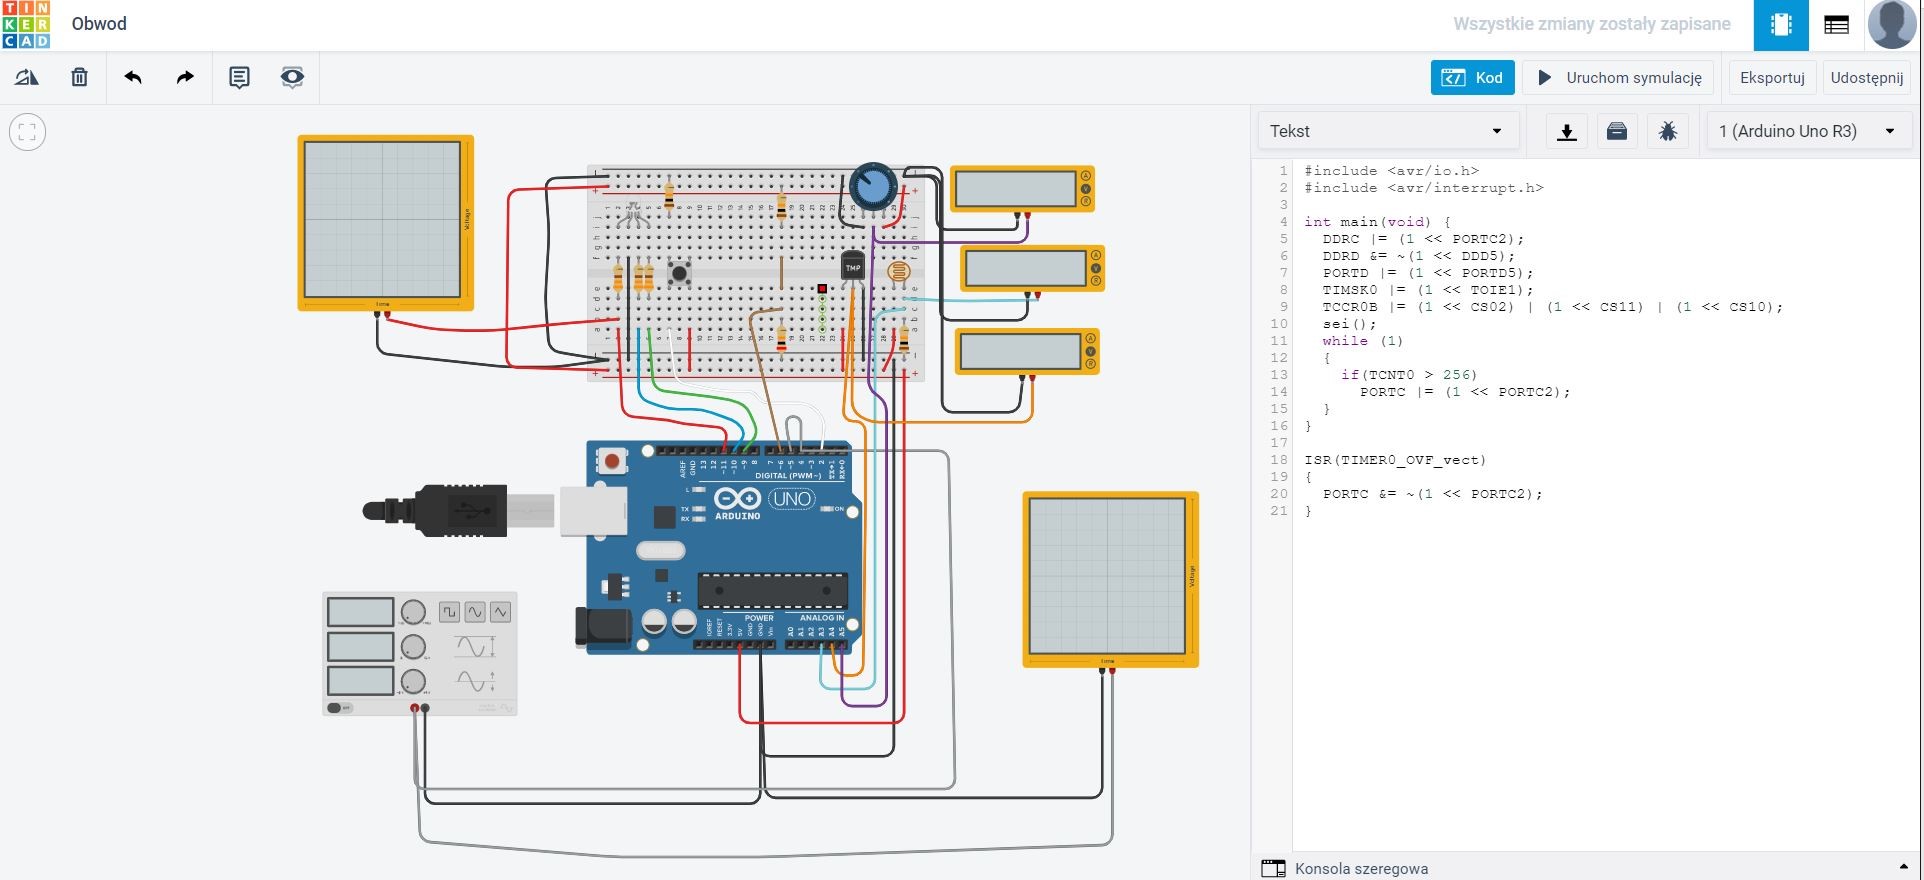 TIN
KER
CAD
Obwod
Wszystkie zmiany zostały zapisane
Kod
Uruchom symulację
Eksportuj
Udostępnij
Tekst
1 (Arduino Uno R3)
1 #include <avr/io.h>
2 #include <avr/interrupt.h>
3
4 int main(void) {
5 DDRC |= (1 << PORTC2);
6 DDRD &= ~(1 << DDD5);
7 PORTD |= (1 << PORTD5);
8 TIMSK0 |= (1 << TOIE1);
9 TCCR0B |= (1 << CS02) | (1 << CS11) | (1 << CS10);
10 sei();
11 while (1)
12 {
13 if(TCNT0 > 256)
14 PORTC |= (1 << PORTC2);
15 }
16 }
17
18 ISR(TIMER0_OVF_vect)
19 {
20 PORTC &= ~(1 << PORTC2);
21 }
Konsola szeregowa
Voltage
time
TMP
A
V
R
A
V
R
A
V
R
AREF
GND
13
12
~11
~10
~9
8
7
~6
~5
4
~3
2
TX→1
RX←0
DIGITAL (PWM~)
L
TX
RX
ARDUINO
UNO
ON
POWER
ANALOG IN
IOREF
RESET
3.3V
5V
GND
GND
Vin
A0
A1
A2
A3
A4
A5
OFF
Voltage
time